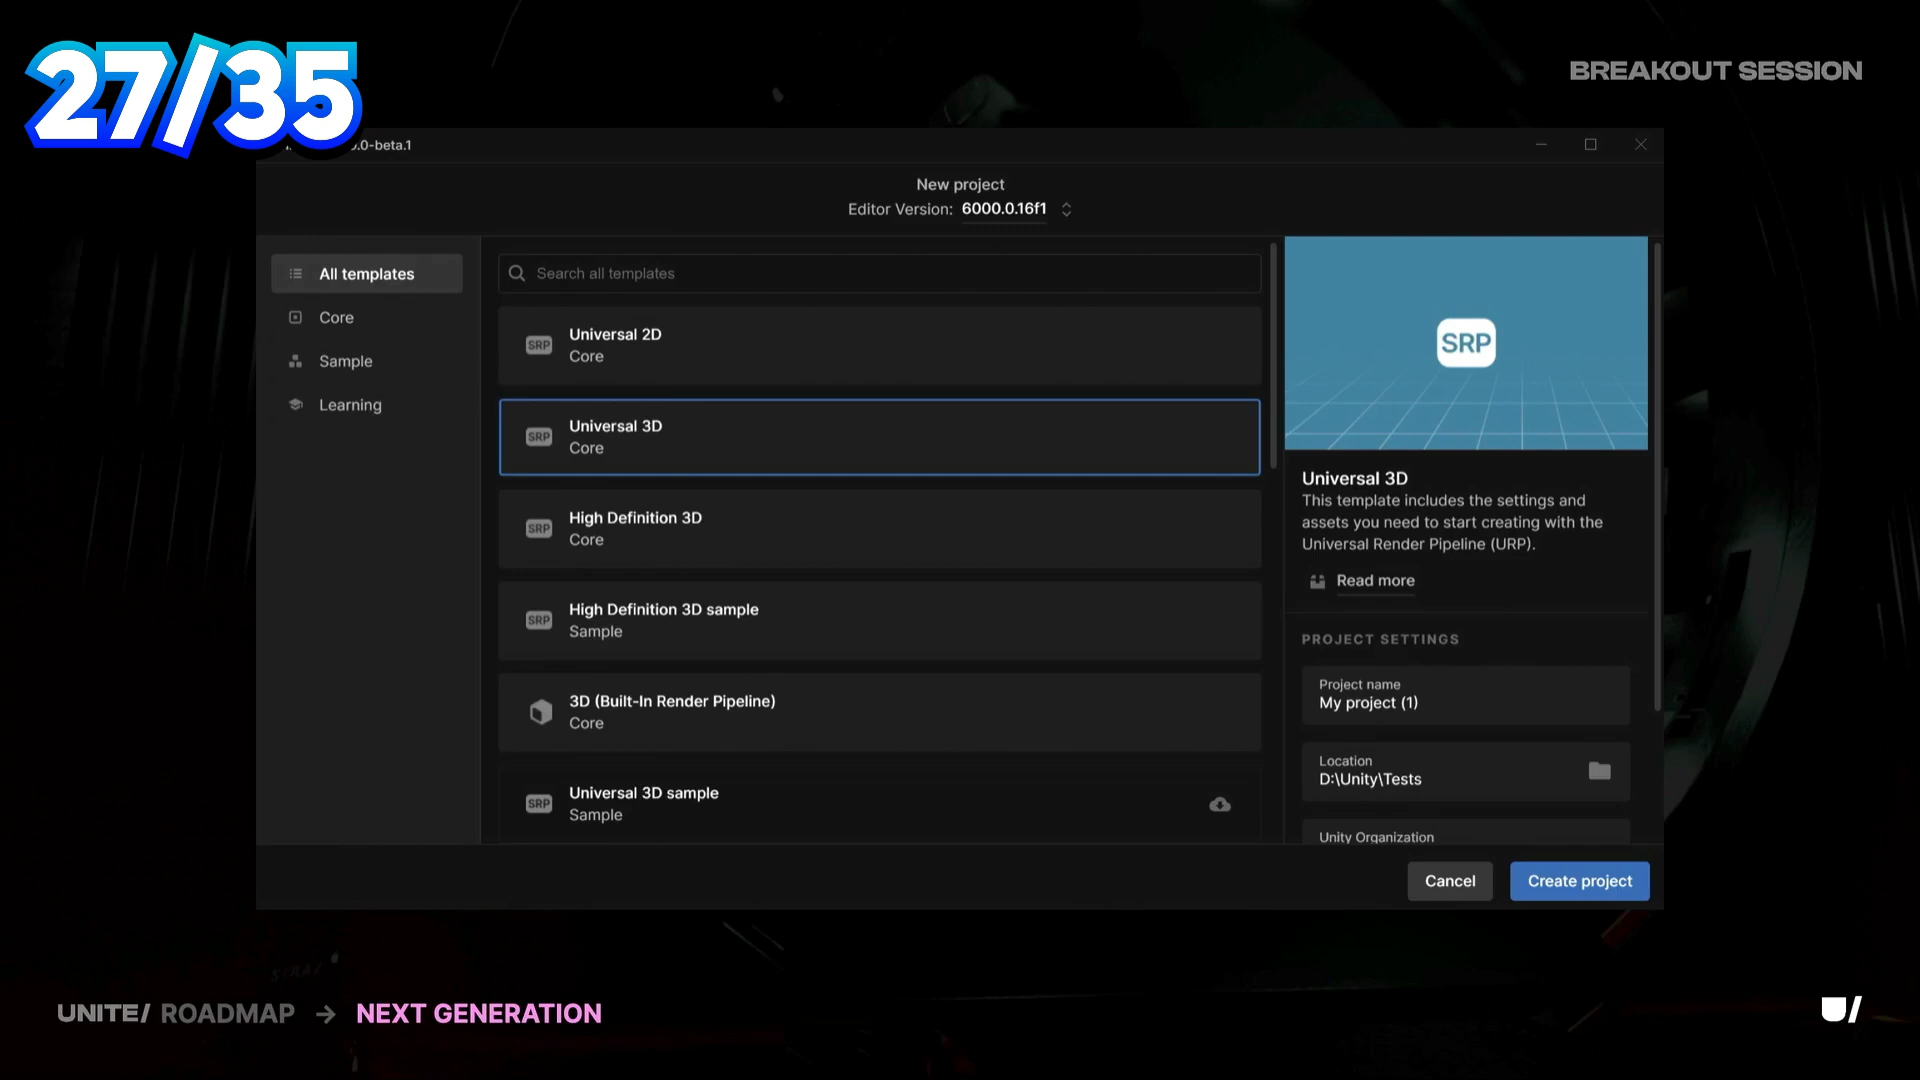 27/35
BREAKOUT SESSION
.0-beta.1
New project
Editor Version: 6000.0.16f1
All templates
Core
Sample
Learning
Search all templates
SRP
Universal 2D
Core
SRP
Universal 3D
Core
SRP
High Definition 3D
Core
SRP
High Definition 3D sample
Sample
3D (Built-In Render Pipeline)
Core
SRP
Universal 3D sample
Sample
SRP
Universal 3D
This template includes the settings and
assets you need to start creating with the
Universal Render Pipeline (URP).
Read more
PROJECT SETTINGS
Project name
My project (1)
Location
D:\Unity\Tests
Unity Organization
Cancel
Create project
UNITE/ ROADMAP → NEXT GENERATION
U/